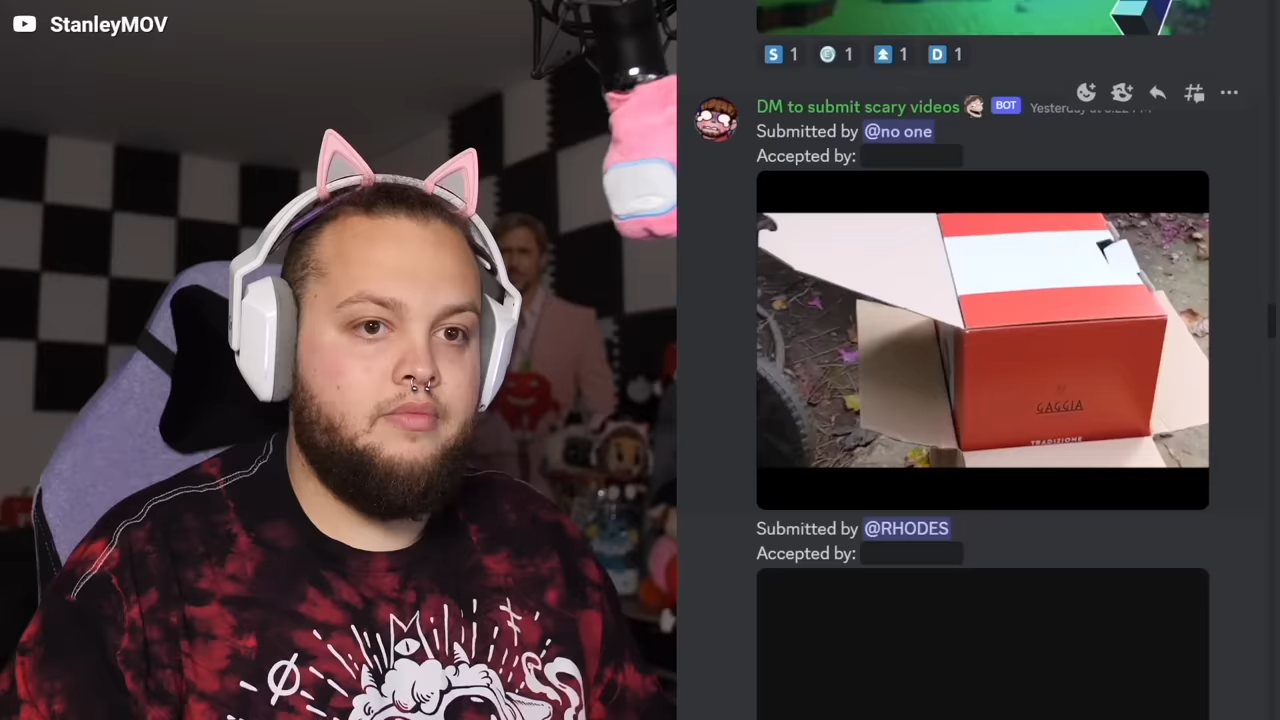 StanleyMOV
S 1
1
1
D 1
DM to submit scary videos BOT Yesterday at
Submitted by @no one
Accepted by:
GAGGIA
TRADIZIONE
Submitted by @RHODES
Accepted by: